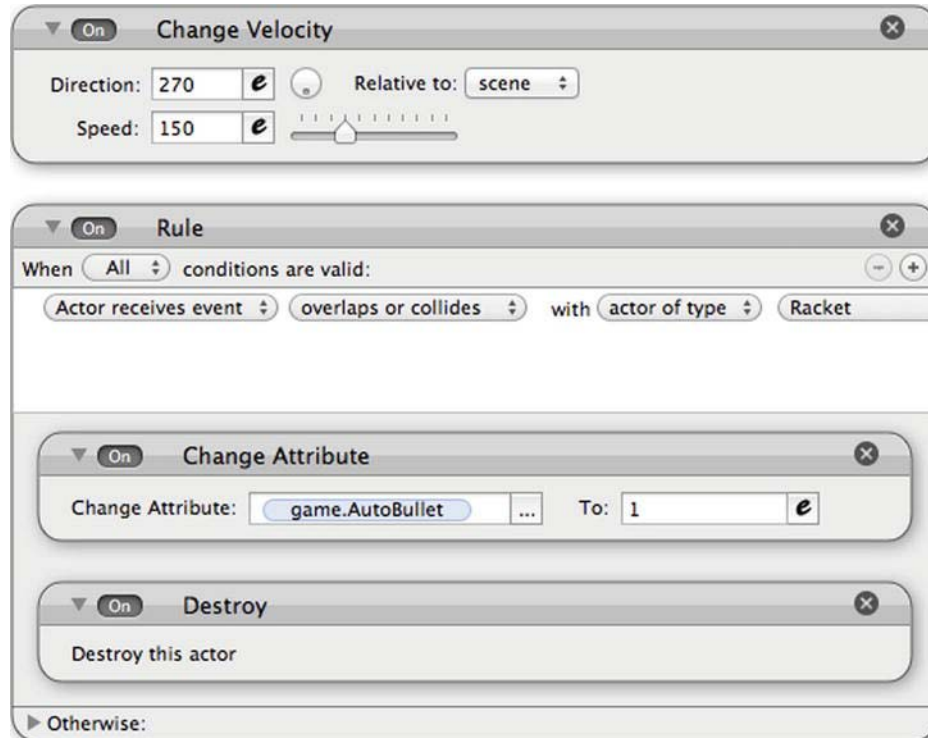 On Change Velocity
Direction: 270 e Relative to: scene
Speed: 150 e
On Rule
When All conditions are valid:
Actor receives event overlaps or collides with actor of type Racket
On Change Attribute
Change Attribute: game.AutoBullet ... To: 1 e
On Destroy
Destroy this actor
Otherwise: